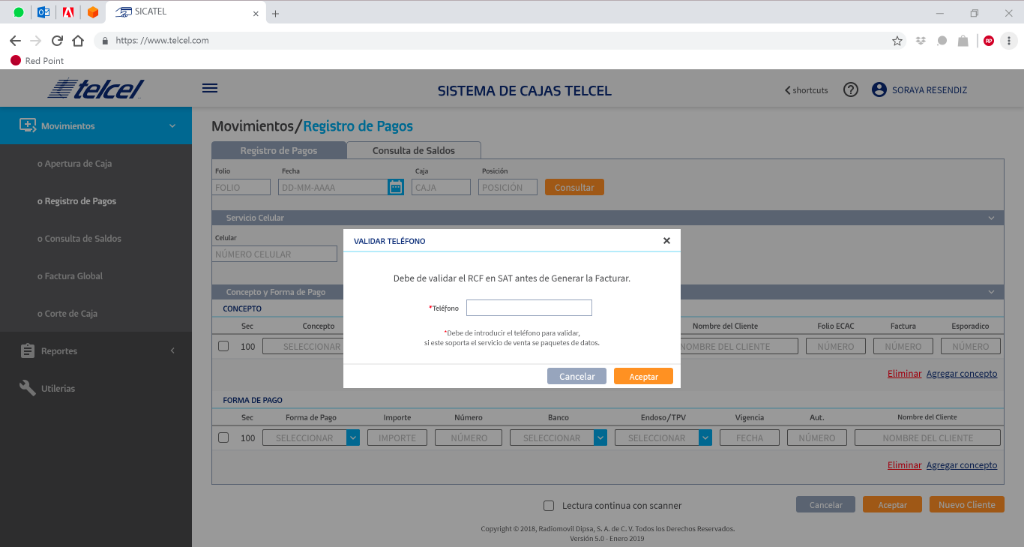 SICATEL
https: //www.telcel.com
Red Point
telcel
SISTEMA DE CAJAS TELCEL
shortcuts
SORAYA RESENDIZ
Movimientos
o Apertura de Caja
o Registro de Pagos
o Consulta de Saldos
o Factura Global
o Corte de Caja
Reportes
Utilerias
Movimientos/Registro de Pagos
Registro de Pagos Consulta de Saldos
Folio Fecha Caja Posición
FOLIO DD-MM-AAAA CAJA POSICIÓN Consultar
Servicio Celular
Celular
NÚMERO CELULAR
VALIDAR TELÉFONO
Debe de validar el RCF en SAT antes de Generar la Facturar.
*Teléfono
*Debe de introducir el teléfono para validar,
si este soporta el servicio de venta se paquetes de datos.
Cancelar Aceptar
Concepto y Forma de Pago
CONCEPTO
Sec Concepto Nombre del Cliente Folio ECAC Factura Esporadico
100 SELECCIONAR NOMBRE DEL CLIENTE NÚMERO NÚMERO NÚMERO
Eliminar Agregar concepto
FORMA DE PAGO
Sec Forma de Pago Importe Número Banco Endoso/TPV Vigencia Aut. Nombre del Cliente
100 SELECCIONAR IMPORTE NÚMERO SELECCIONAR SELECCIONAR FECHA NÚMERO NOMBRE DEL CLIENTE
Eliminar Agregar concepto
Lectura continua con scanner
Cancelar Aceptar Nuevo Cliente
Copyright © 2018, Radiomovil Dipsa, S. A. de C. V. Todos los Derechos Reservados.
Versión 5.0 - Enero 2019